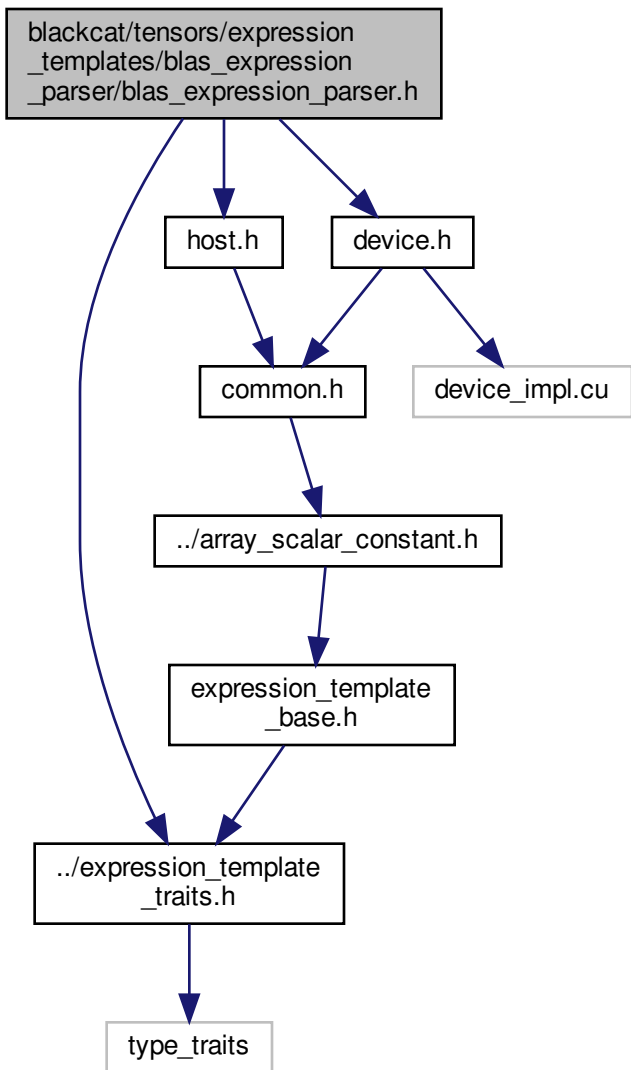 blackcat/tensors/expression
_templates/blas_expression
_parser/blas_expression_parser.h
host.h
device.h
common.h
device_impl.cu
../array_scalar_constant.h
expression_template
_base.h
../expression_template
_traits.h
type_traits